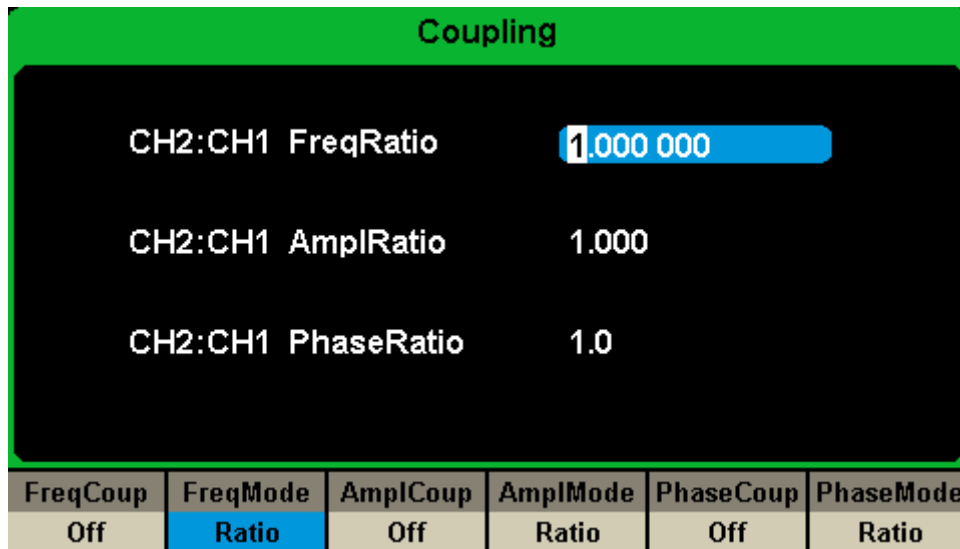 Coupling
CH2:CH1 FreqRatio 1.000 000
CH2:CH1 AmplRatio 1.000
CH2:CH1 PhaseRatio 1.0
FreqCoup FreqMode AmplCoup AmplMode PhaseCoup PhaseMode
Off Ratio Off Ratio Off Ratio